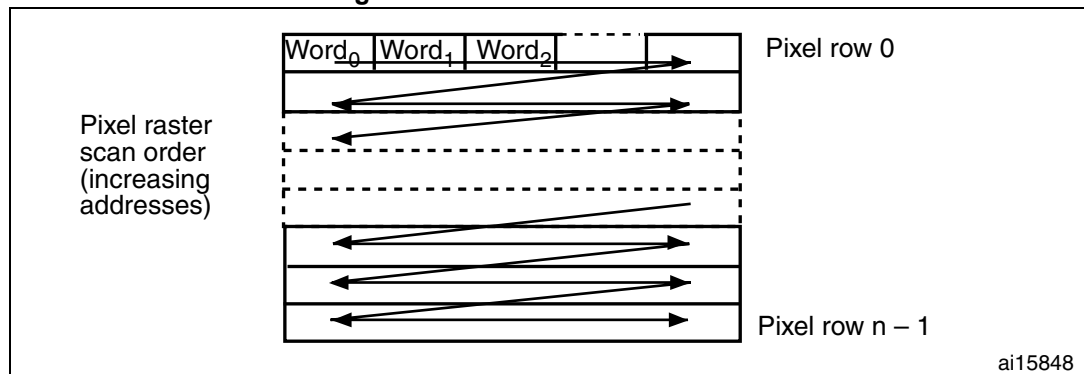 Word0 Word1 Word2
Pixel row 0
Pixel raster
scan order
(increasing
addresses)
Pixel row n – 1
ai15848